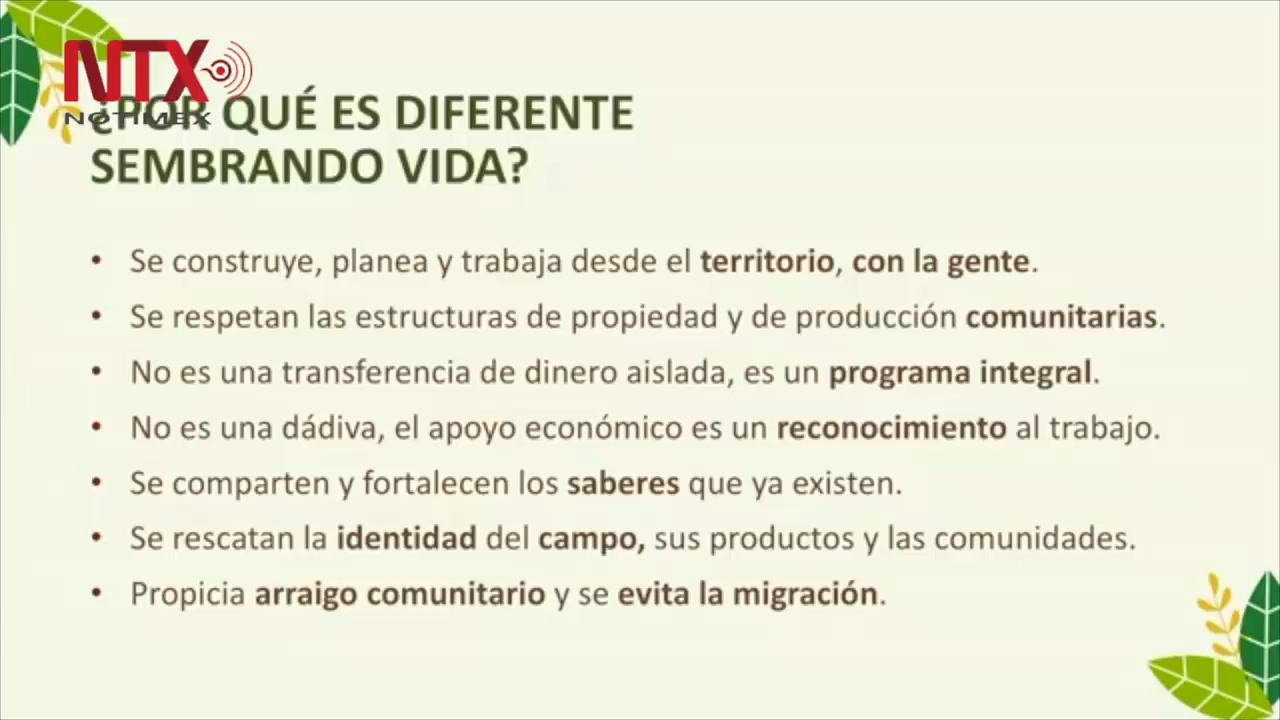 NTX
NOTIMEX
¿POR QUÉ ES DIFERENTE
SEMBRANDO VIDA?
• Se construye, planea y trabaja desde el territorio, con la gente.
• Se respetan las estructuras de propiedad y de producción comunitarias.
• No es una transferencia de dinero aislada, es un programa integral.
• No es una dádiva, el apoyo económico es un reconocimiento al trabajo.
• Se comparten y fortalecen los saberes que ya existen.
• Se rescatan la identidad del campo, sus productos y las comunidades.
• Propicia arraigo comunitario y se evita la migración.